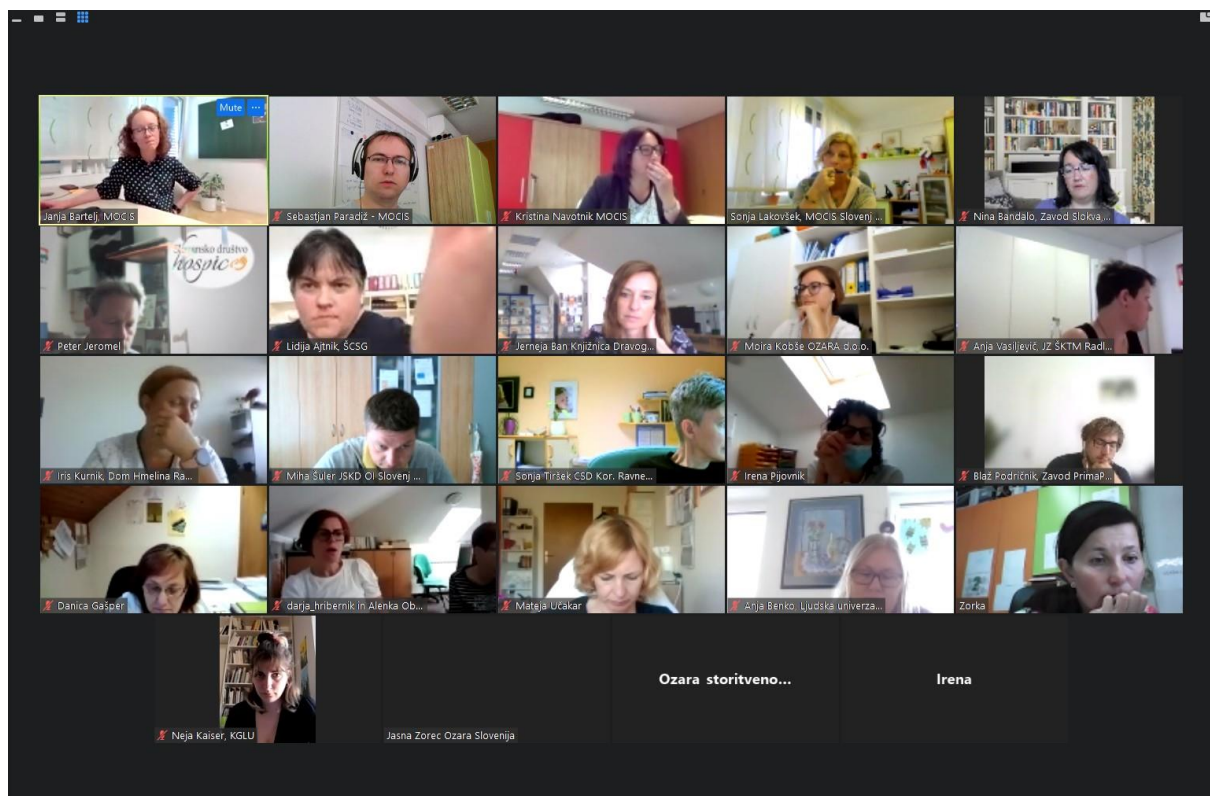 Mute ...
Janja Bartelj, MOCIS
Sebastjan Paradiž - MOCIS
Kristina Navotnik MOCIS
Sonja Lakovšek, MOCIS Slovenj ...
Nina Bandalo, Zavod
društvo
hospic
Peter Jeromel
Lidija Ajtnik, ŠCSG
Jerneja Ban Knjižnica Dravog...
Moira Kobše OZARA d.o.o.
Anja Vasiljevič, JZ ŠKTM Radl...
Iris Kurnik, Dom Hmelina Ra...
Miha Šuler JSKD OI Slovenj ...
Sonja Tiršek CSD Kor. Ravne...
Irena Pijovnik
Blaž Podričnik, Zavod PrimaP...
Danica Gašper
darja_hribernik in Alenka Ob...
Mateja Učakar
Anja Benko, Ljudska univerza...
Zorka
Neja Kaiser, KGLU
Jasna Zorec Ozara Slovenija
Ozara storitveno...
Irena